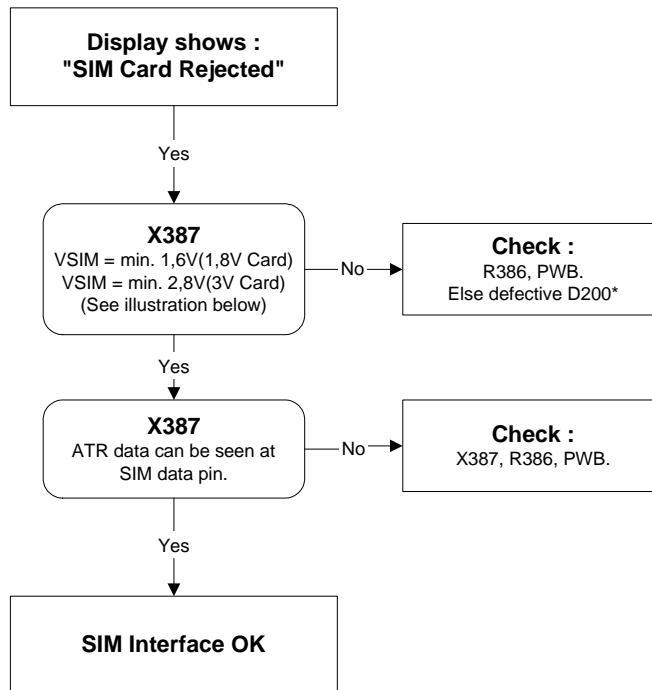 Display shows :
"SIM Card Rejected"
Yes
X387
VSIM = min. 1,6V(1,8V Card)
VSIM = min. 2,8V(3V Card)
(See illustration below)
No
Check :
R386, PWB.
Else defective D200*
Yes
X387
ATR data can be seen at
SIM data pin.
No
Check :
X387, R386, PWB.
Yes
SIM Interface OK